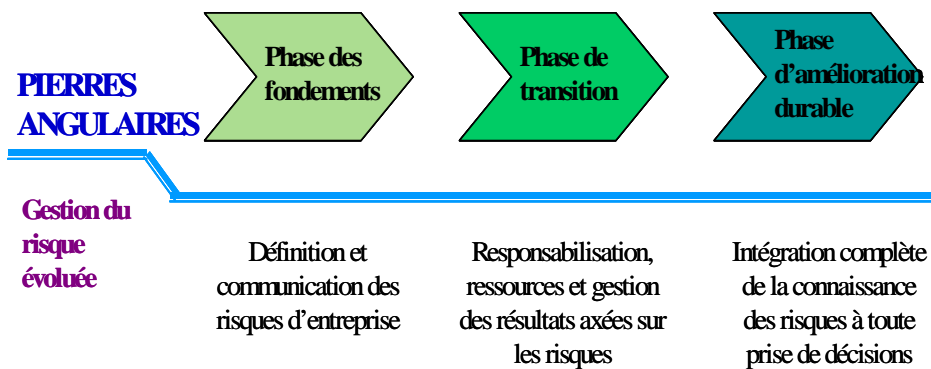 Phase des
fondements
Phase de
transition
Phase
d’amélioration
durable
PIERRES
ANGULAIRES
Gestion du
risque
évoluée
Définition et
communication des
risques d’entreprise
Responsabilisation,
ressources et gestion
des résultats axées sur
les risques
Intégration complète
de la connaissance
des risques à toute
prise de décisions